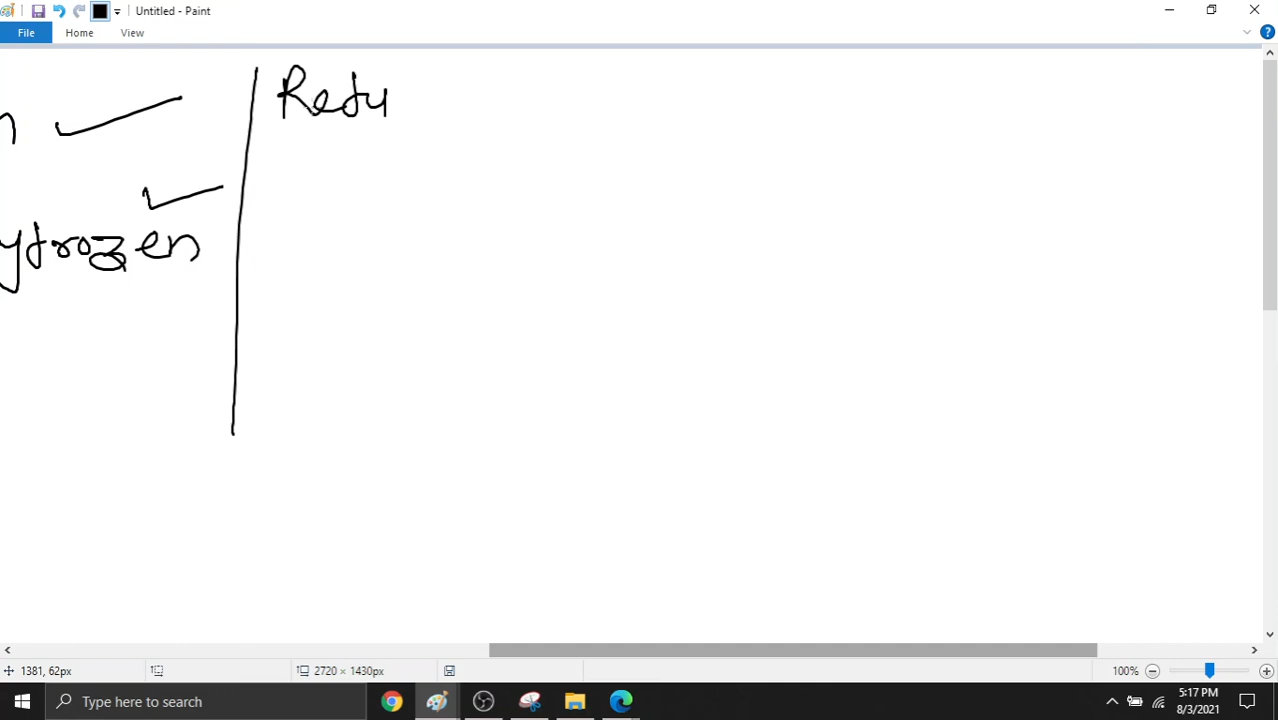 Untitled - Paint
File Home View
n
Redu
ydrogen
1381, 62px
2720 × 1430px
100%
Type here to search
5:17 PM
8/3/2021